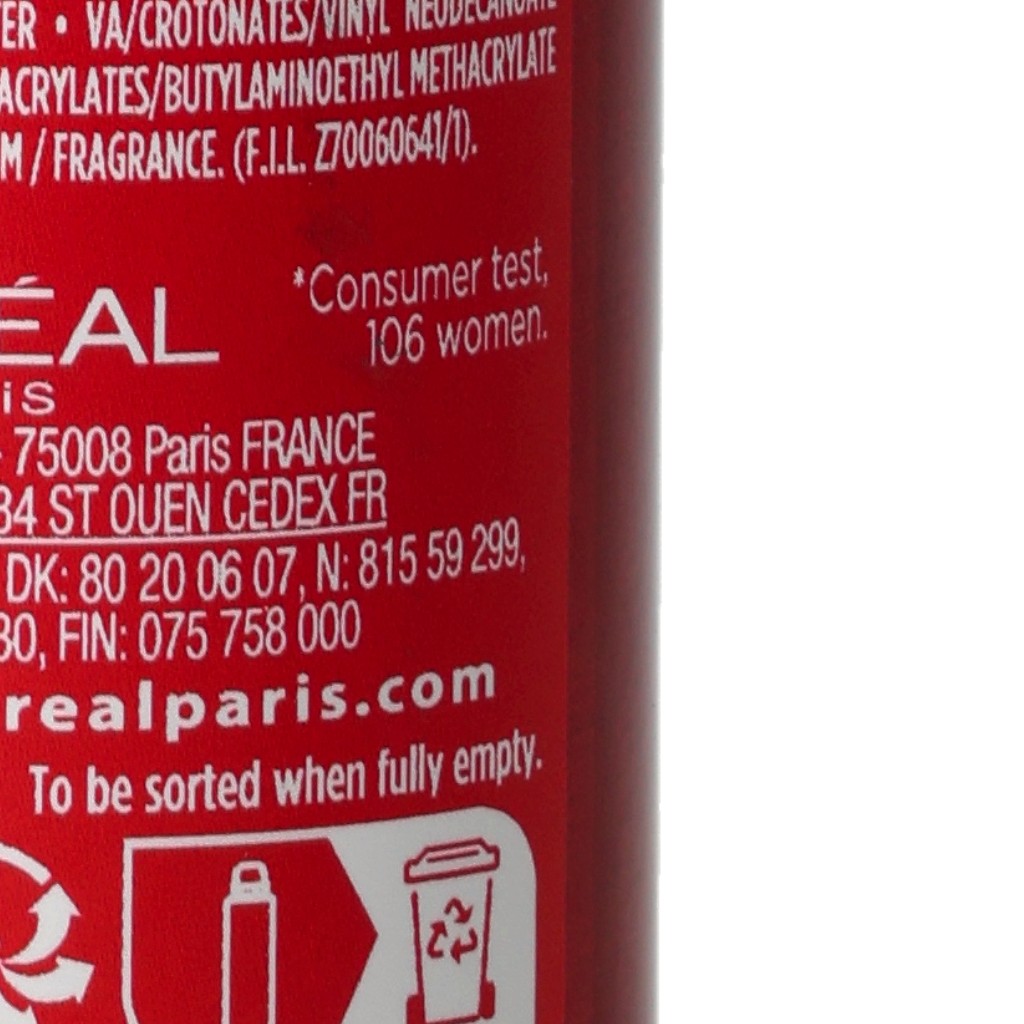 VA/CROTONATES/VINYL NEODECANOATE
ACRYLATES/BUTYLAMINOETHYL METHACRYLATE
M / FRAGRANCE. (F.I.L. Z70060641/1).
*Consumer test,
106 women.
ÉAL
is
75008 Paris FRANCE
34 ST OUEN CEDEX FR
DK: 80 20 06 07, N: 815 59 299,
30, FIN: 075 758 000
realparis.com
To be sorted when fully empty.